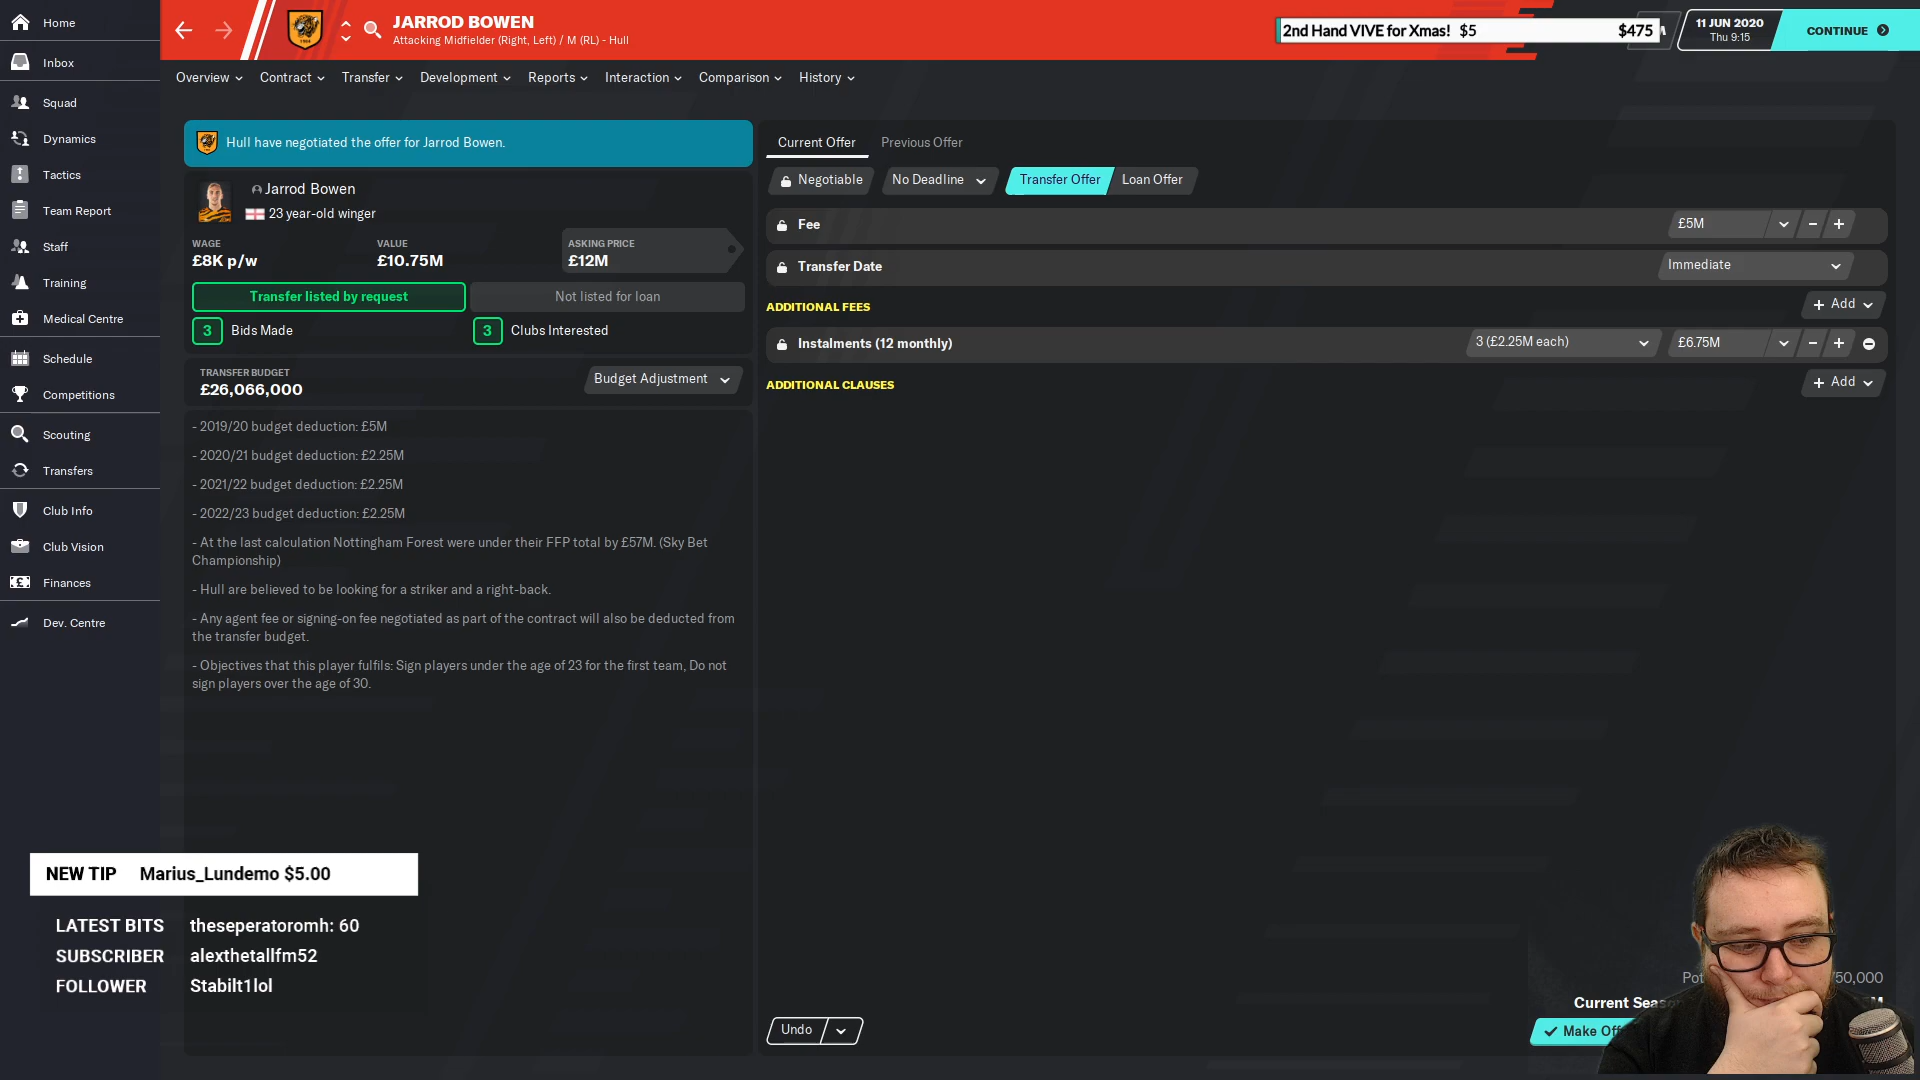 Home
Inbox
Squad
Dynamics
Tactics
Team Report
Staff
Training
Medical Centre
Schedule
Competitions
Scouting
Transfers
Club Info
Club Vision
Finances
Dev. Centre
JARROD BOWEN
Attacking Midfielder (Right, Left) / M (RL) - Hull
2nd Hand VIVE for Xmas! $5 $475
11 JUN 2020
Thu 9:15
CONTINUE
Overview Contract Transfer Development Reports Interaction Comparison History
Hull have negotiated the offer for Jarrod Bowen.
Jarrod Bowen
23 year-old winger
WAGE VALUE ASKING PRICE
£8K p/w £10.75M £12M
Transfer listed by request Not listed for loan
3 Bids Made 3 Clubs Interested
TRANSFER BUDGET
£26,066,000
Budget Adjustment
- 2019/20 budget deduction: £5M
- 2020/21 budget deduction: £2.25M
- 2021/22 budget deduction: £2.25M
- 2022/23 budget deduction: £2.25M
- At the last calculation Nottingham Forest were under their FFP total by £57M. (Sky Bet
Championship)
- Hull are believed to be looking for a striker and a right-back.
- Any agent fee or signing-on fee negotiated as part of the contract will also be deducted from
the transfer budget.
- Objectives that this player fulfils: Sign players under the age of 23 for the first team, Do not
sign players over the age of 30.
Current Offer Previous Offer
Negotiable No Deadline Transfer Offer Loan Offer
Fee £5M
Transfer Date Immediate
ADDITIONAL FEES + Add
Instalments (12 monthly) 3 (£2.25M each) £6.75M
ADDITIONAL CLAUSES + Add
NEW TIP Marius_Lundemo $5.00
LATEST BITS theseperatoromh: 60
SUBSCRIBER alexthetallfm52
FOLLOWER Stabilt1lol
Undo
50,000
Current
Make